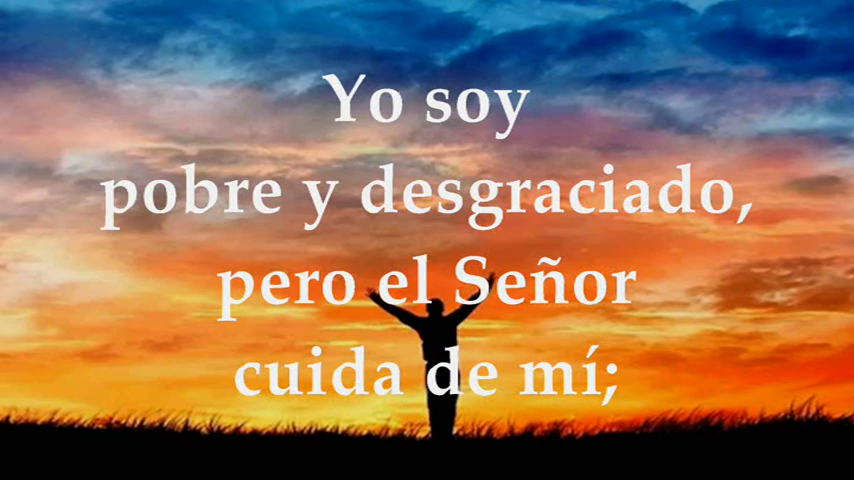 Yo soy
pobre y desgraciado,
pero el Señor
cuida de mí;